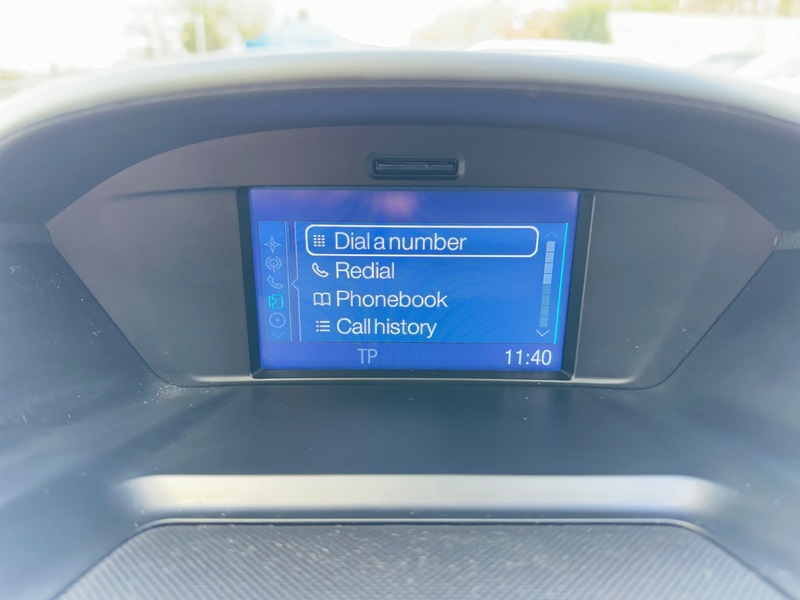 Dial a number
Redial
Phonebook
Call history
TP 11:40